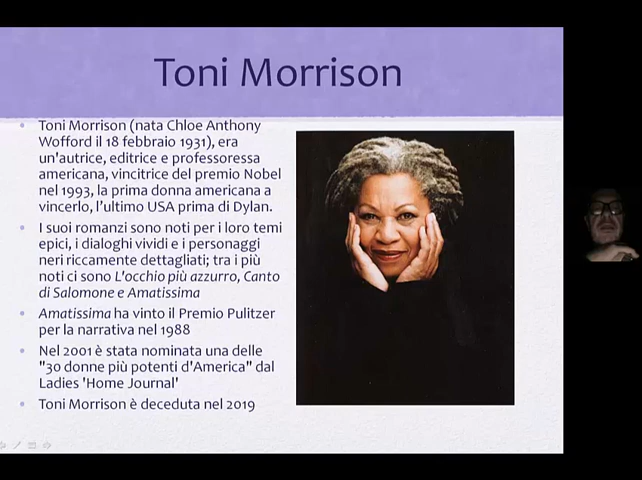 Toni Morrison
Toni Morrison (nata Chloe Anthony
Wofford il 18 febbraio 1931), era
un'autrice, editrice e professoressa
americana, vincitrice del premio Nobel
nel 1993, la prima donna americana a
vincerlo, l'ultimo USA prima di Dylan.
I suoi romanzi sono noti per i loro temi
epici, i dialoghi vividi e i personaggi
neri riccamente dettagliati; tra i più
noti ci sono L'occhio più azzurro, Canto
di Salomone e Amatissima
Amatissima ha vinto il Premio Pulitzer
per la narrativa nel 1988
Nel 2001 è stata nominata una delle
"30 donne più potenti d'America" dal
Ladies 'Home Journal'
Toni Morrison è deceduta nel 2019